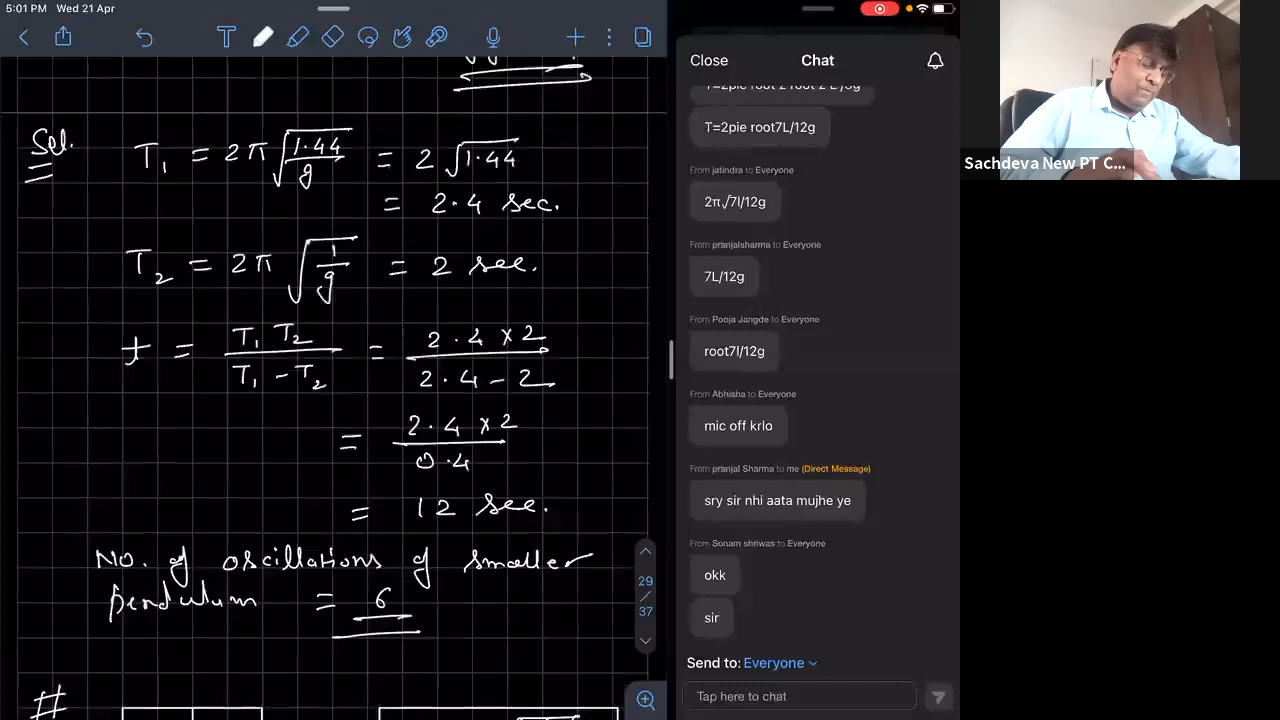 5:01 PM Wed 21 Apr
Sol.
T₁ = 2π √(1.44/g) = 2 √1.44
= 2.4 sec.
T₂ = 2π √(1/g) = 2 sec.
t = T₁ T₂ / T₁ - T₂ = 2.4 × 2 / 2.4 - 2
= 2.4 × 2 / 0.4
= 12 sec.
No. of oscillations of smaller
pendulum = 6
#
29
/
37
Close Chat
T=2pie root7L/12g
From jatindra to Everyone
2π√7l/12g
From pranjalsharma to Everyone
7L/12g
From Pooja Jangde to Everyone
root7l/12g
From Abhisha to Everyone
mic off krlo
From pranjal Sharma to me (Direct Message)
sry sir nhi aata mujhe ye
From Sonam shriwas to Everyone
okk
sir
Send to: Everyone
Tap here to chat
Sachdeva New PT C...